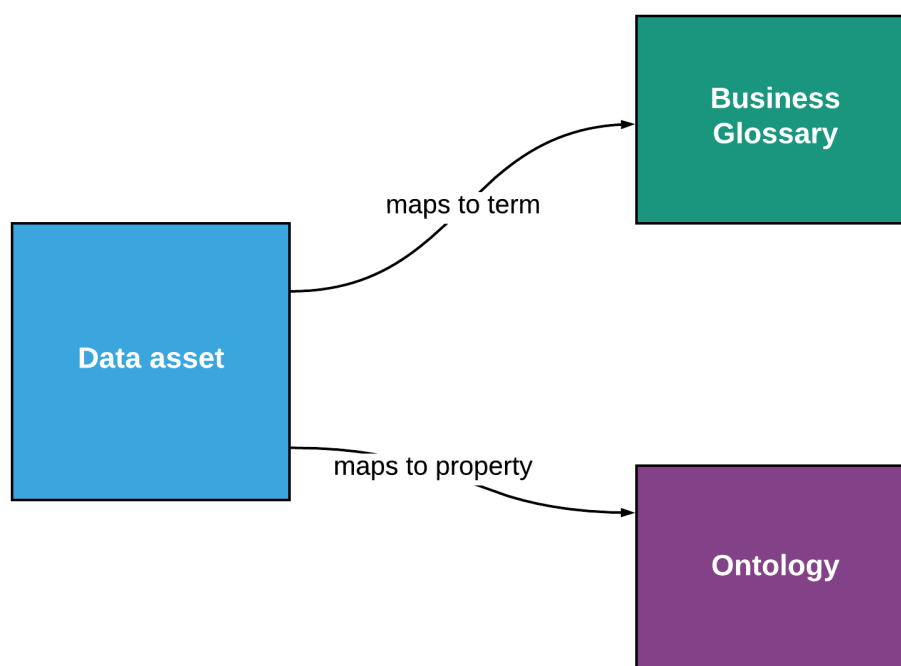 Business
Glossary
maps to term
Data asset
maps to property
Ontology